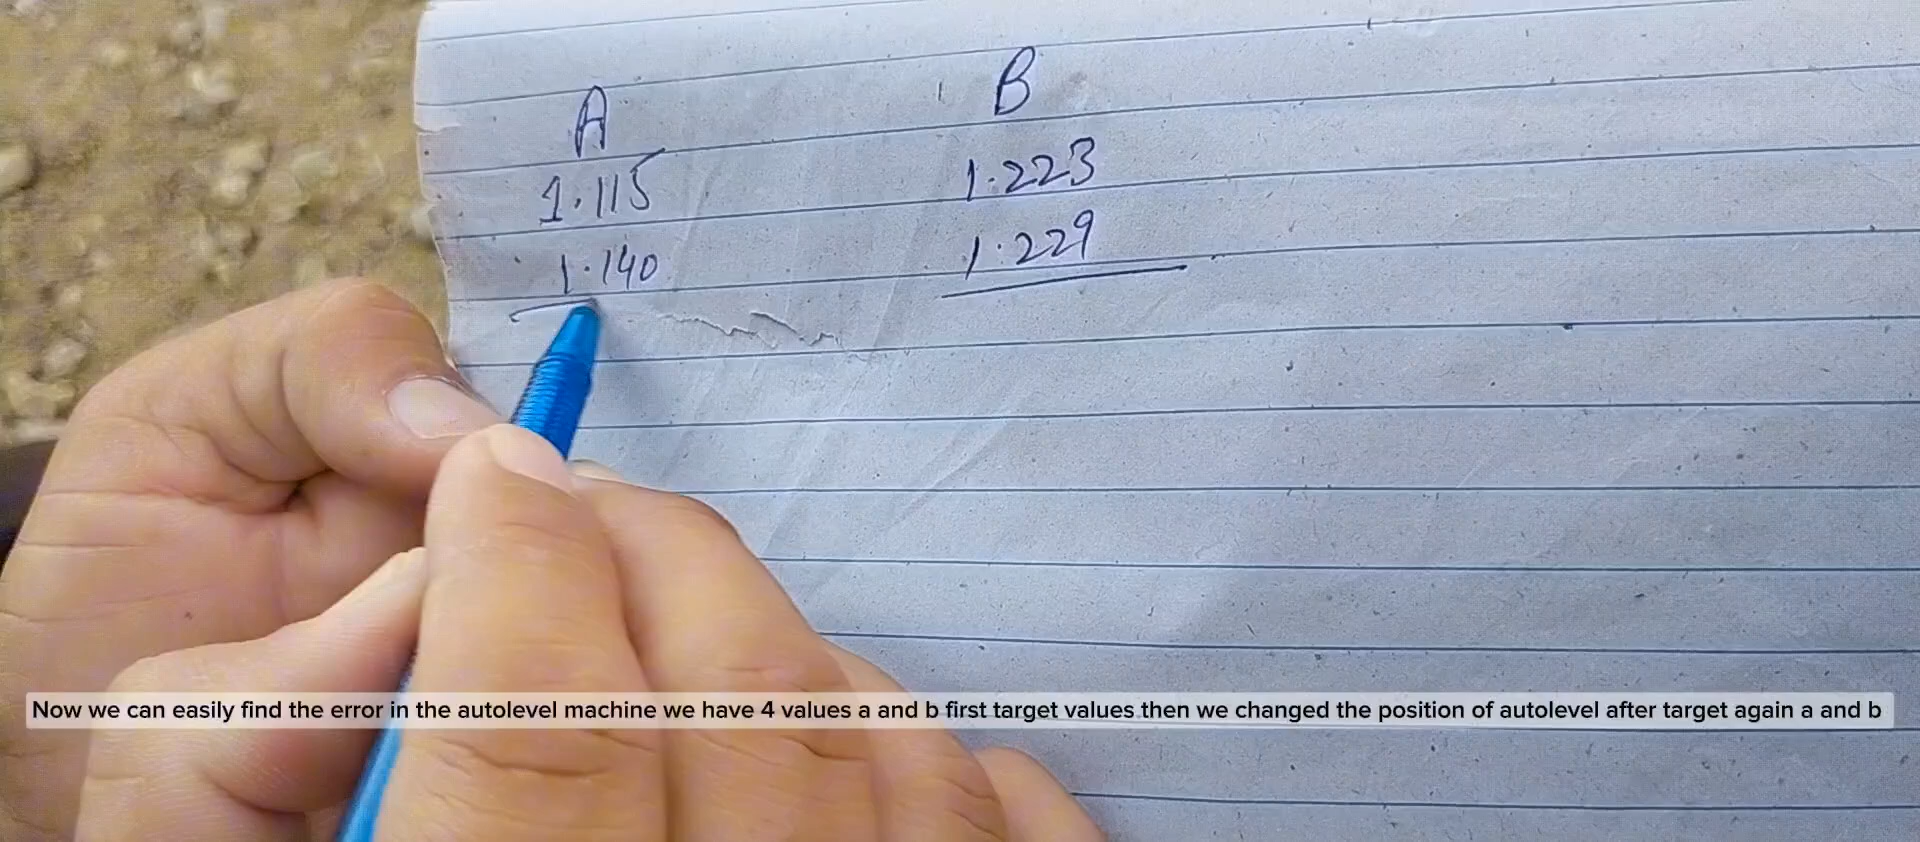 A B
1.115 1.223
1.140 1.229
Now we can easily find the error in the autolevel machine we have 4 values a and b first target values then we changed the position of autolevel after target again a and b